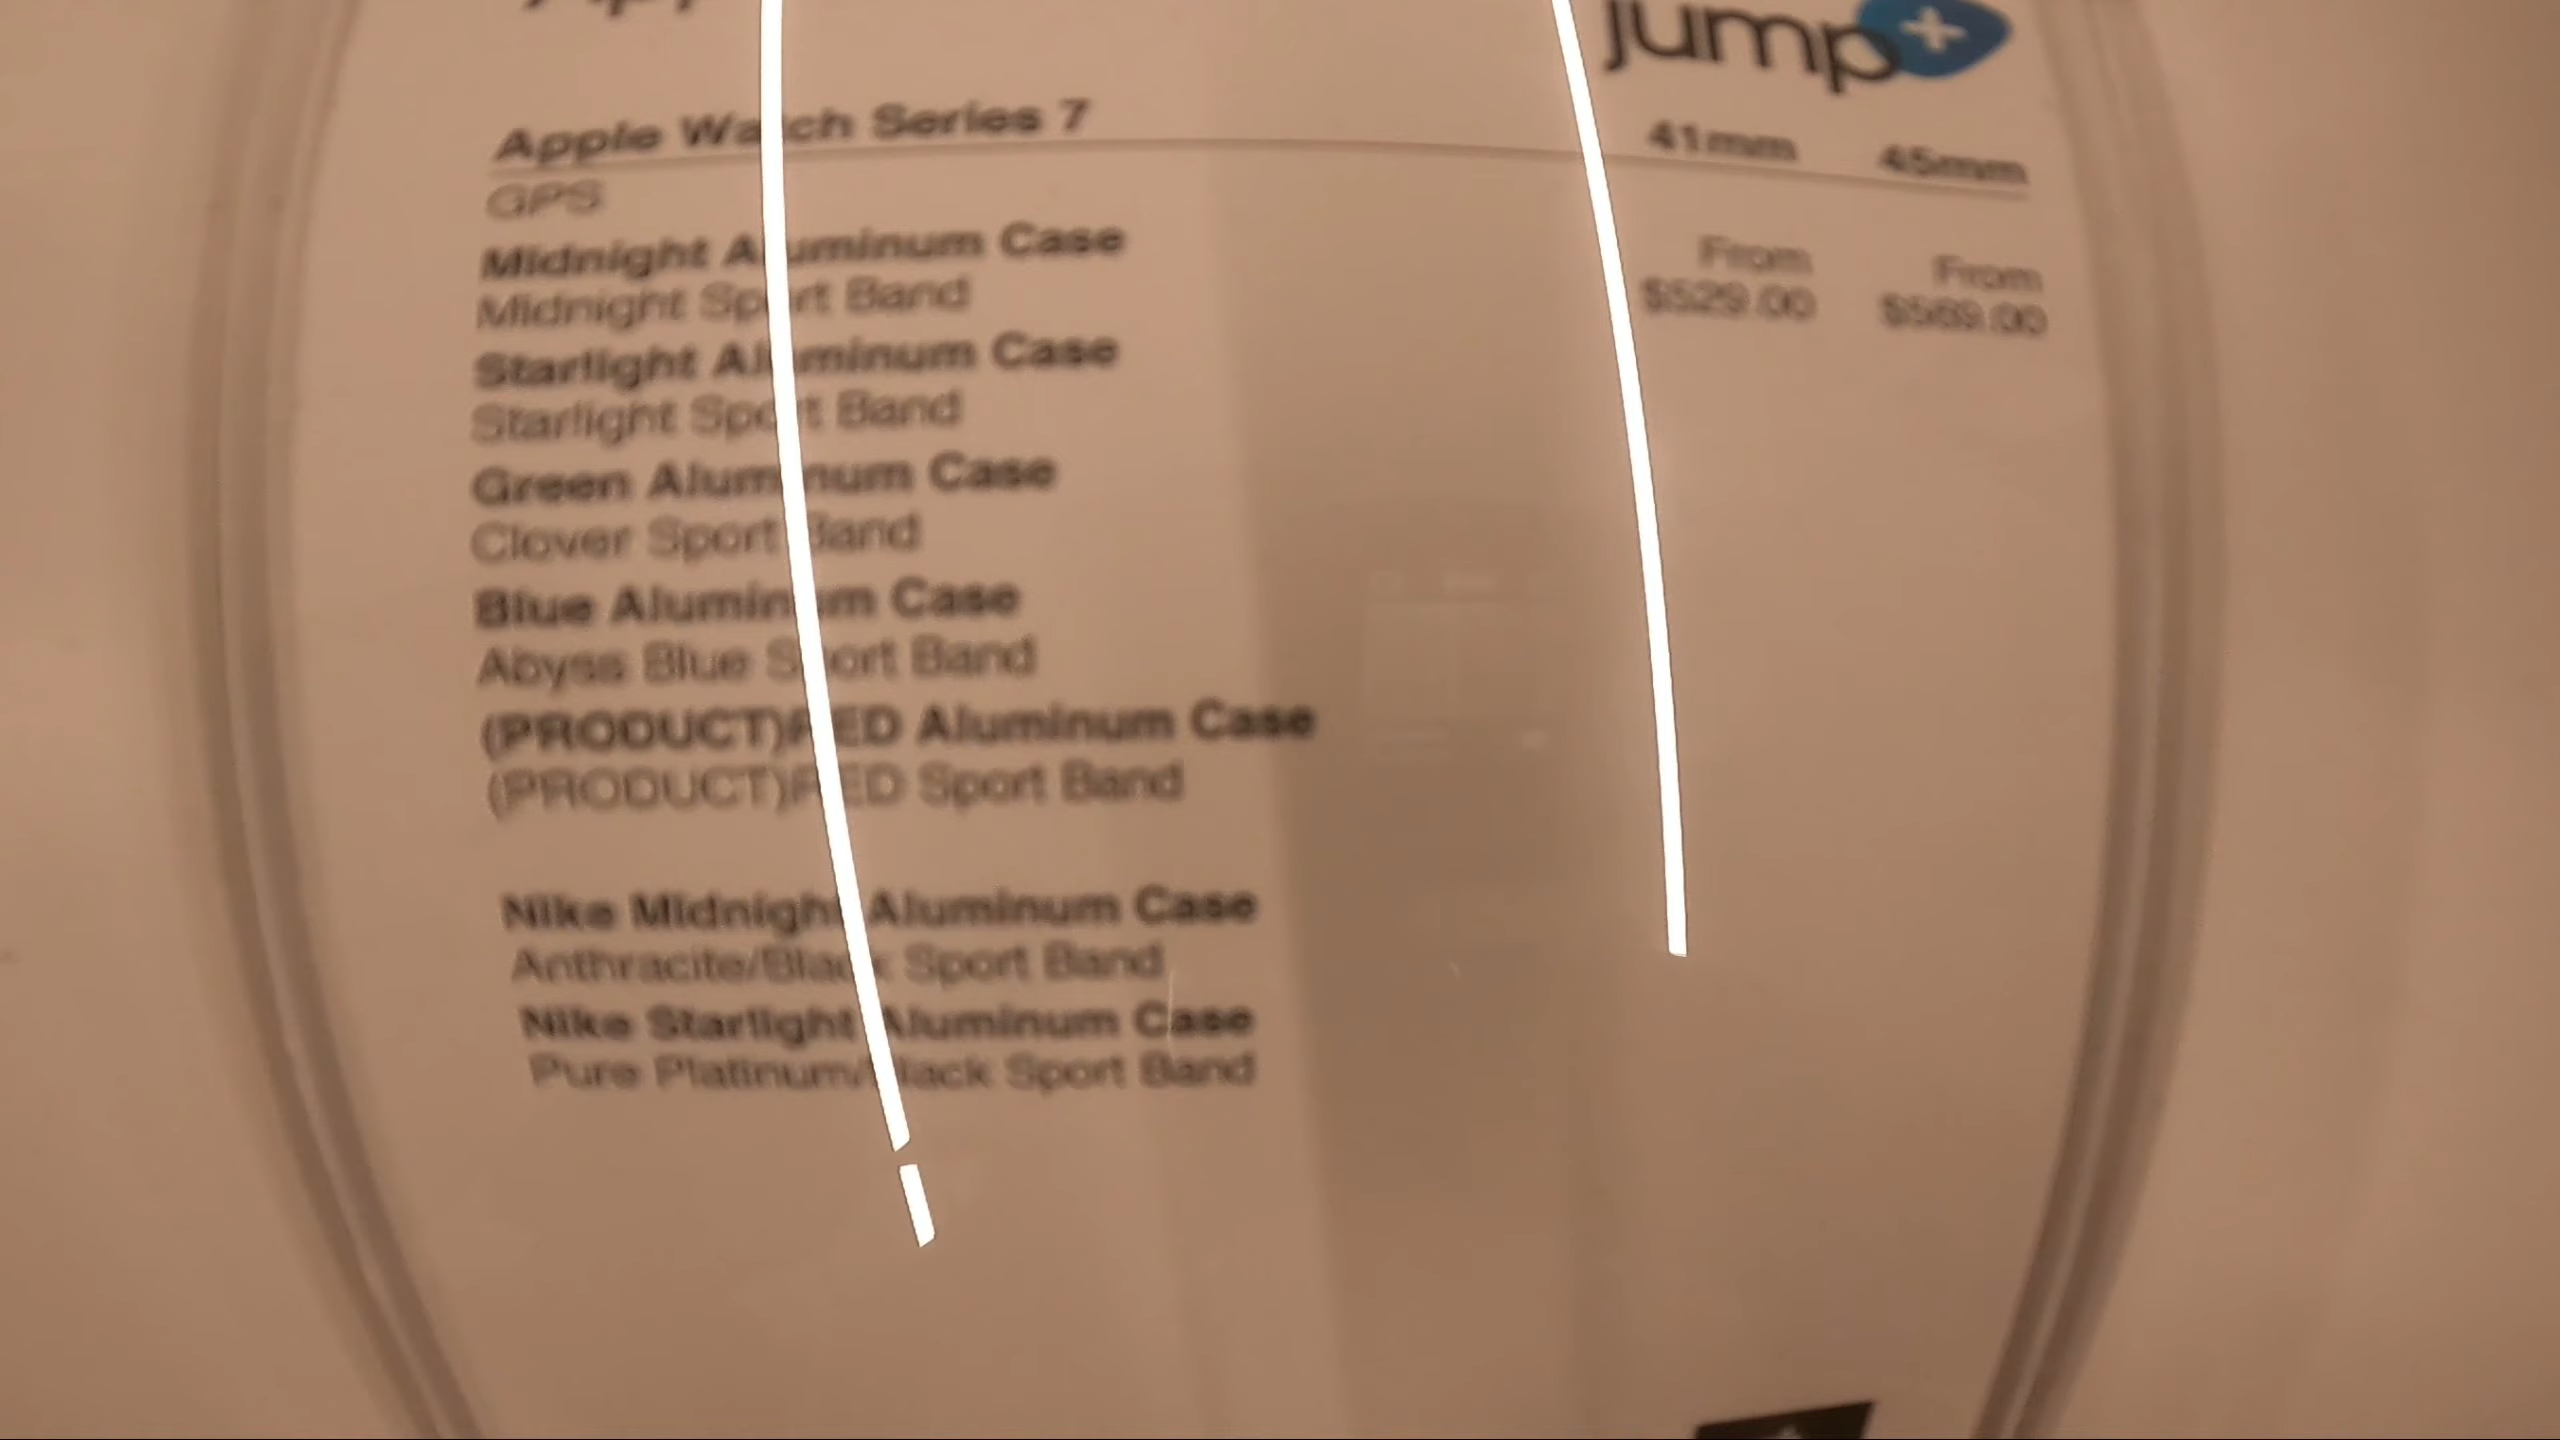 jump+
Apple Watch Series 7 41mm 45mm
GPS
Midnight Aluminum Case From From
Midnight Sport Band $529.00 $569.00
Starlight Aluminum Case
Starlight Sport Band
Green Aluminum Case
Clover Sport Band
Blue Aluminum Case
Abyss Blue Sport Band
(PRODUCT)RED Aluminum Case
(PRODUCT)RED Sport Band
Nike Midnight Aluminum Case
Anthracite/Black Sport Band
Nike Starlight Aluminum Case
Pure Platinum/Black Sport Band